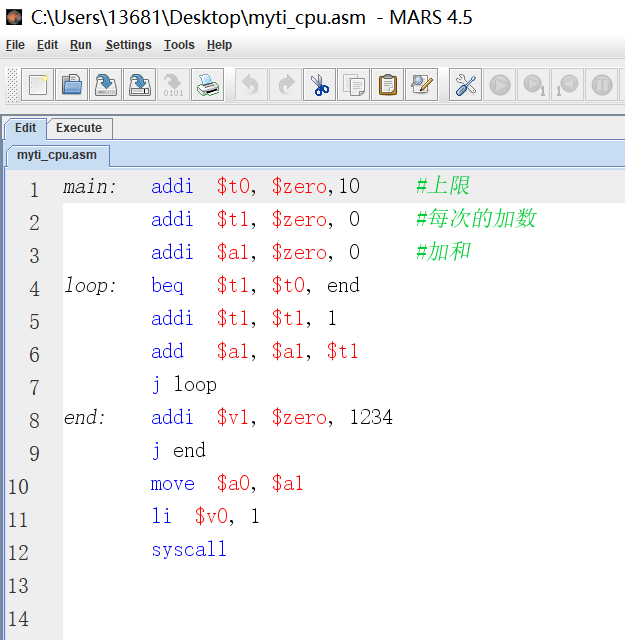 C:\Users\13681\Desktop\myti_cpu.asm - MARS 4.5
File Edit Run Settings Tools Help
Edit Execute
myti_cpu.asm
1 main: addi $t0, $zero,10 #上限
2 addi $t1, $zero, 0 #每次的加数
3 addi $a1, $zero, 0 #加和
4 loop: beq $t1, $t0, end
5 addi $t1, $t1, 1
6 add $a1, $a1, $t1
7 j loop
8 end: addi $v1, $zero, 1234
9 j end
10 move $a0, $a1
11 li $v0, 1
12 syscall
13
14